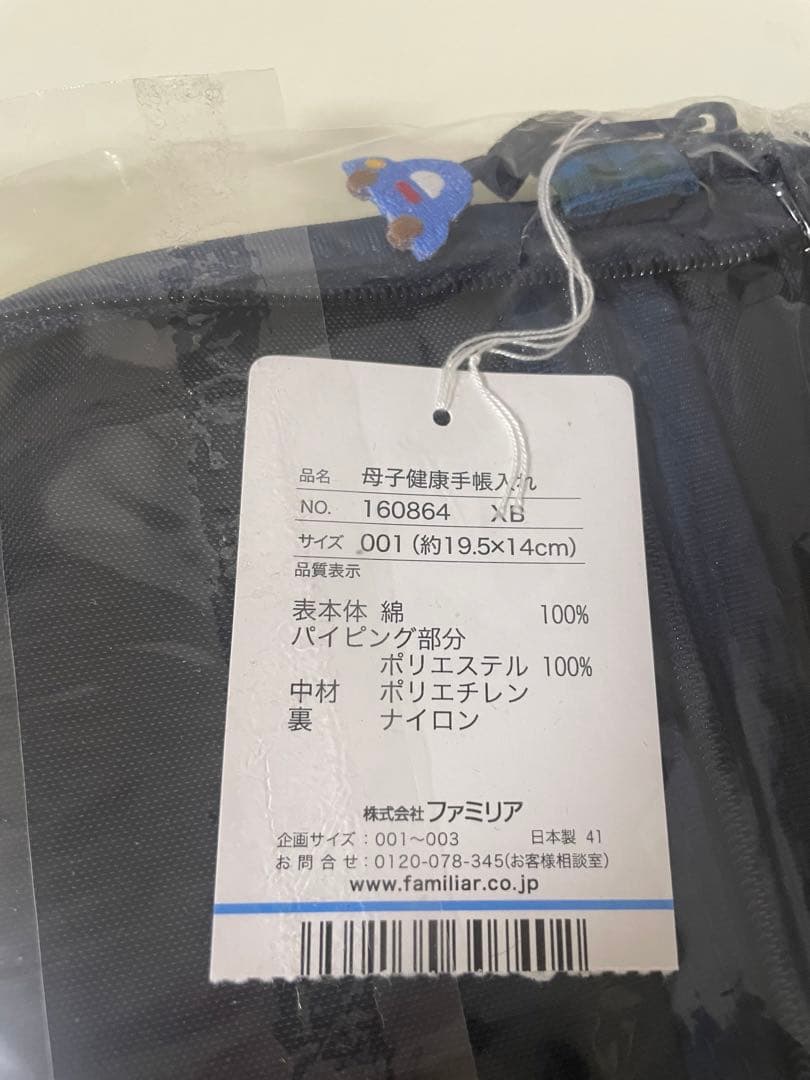 品名 母子健康手帳入れ
NO. 160864 XB
サイズ 001(約19.5×14cm)
品質表示
表本体 綿 100%
パイピング部分
ポリエステル 100%
中材 ポリエチレン
裏 ナイロン
株式会社 ファミリア
企画サイズ:001〜003 日本製 41
お問合せ:0120-078-345(お客様相談室)
www.familiar.co.jp